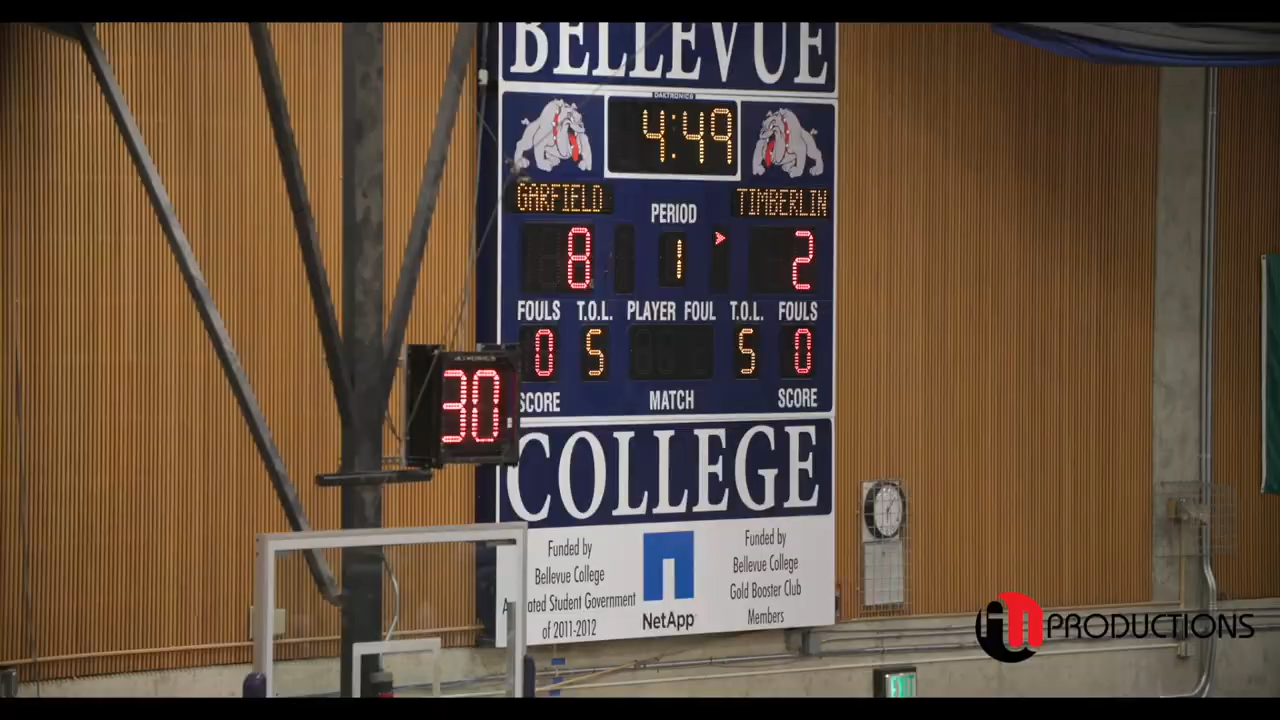 BELLEVUE
DAKTRONICS
4:49
GARFIELD
TIMBERLIN
PERIOD
8 1 2
FOULS T.O.L. PLAYER FOUL T.O.L. FOULS
0 5 5 0
30
SCORE MATCH SCORE
COLLEGE
Funded by
Bellevue College
ated Student Government
of 2011-2012
NetApp
Funded by
Bellevue College
Gold Booster Club
Members
PRODUCTIONS
EXIT